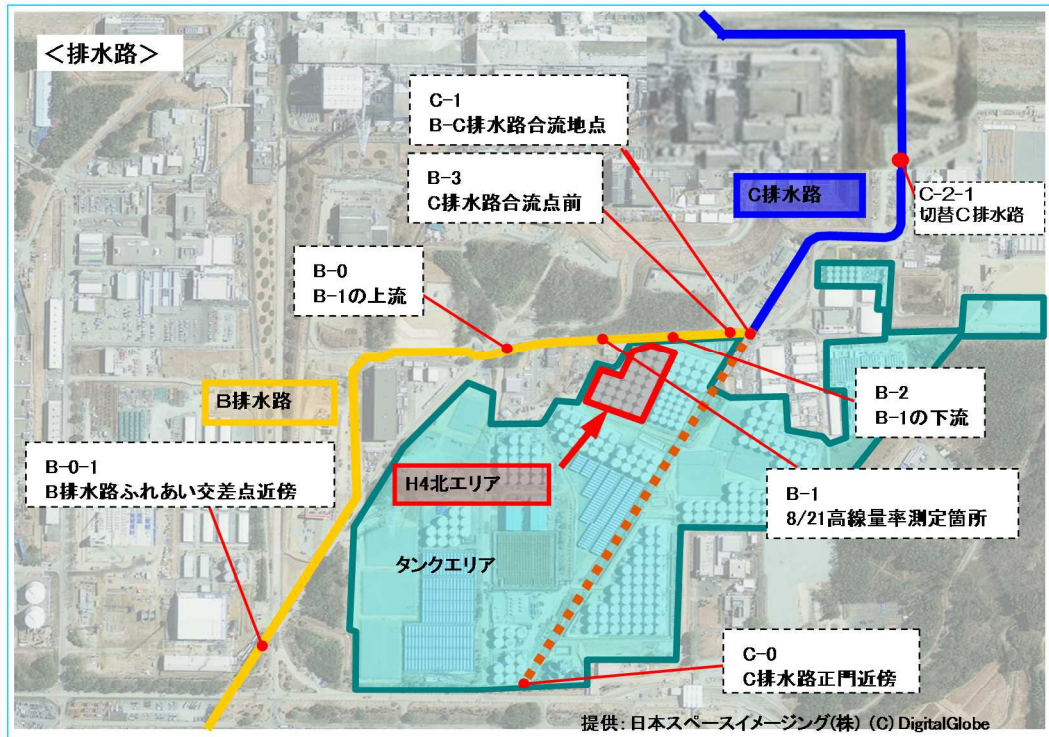 ＜排水路＞
C-1
B-C排水路合流地点
B-3
C排水路合流点前
C排水路
C-2-1
切替C排水路
B-0
B-1の上流
B排水路
B-2
B-1の下流
B-0-1
B排水路ふれあい交差点近傍
H4北エリア
B-1
8/21高線量率測定箇所
タンクエリア
C-0
C排水路正門近傍
提供：日本スペースイメージング(株) (C) DigitalGlobe